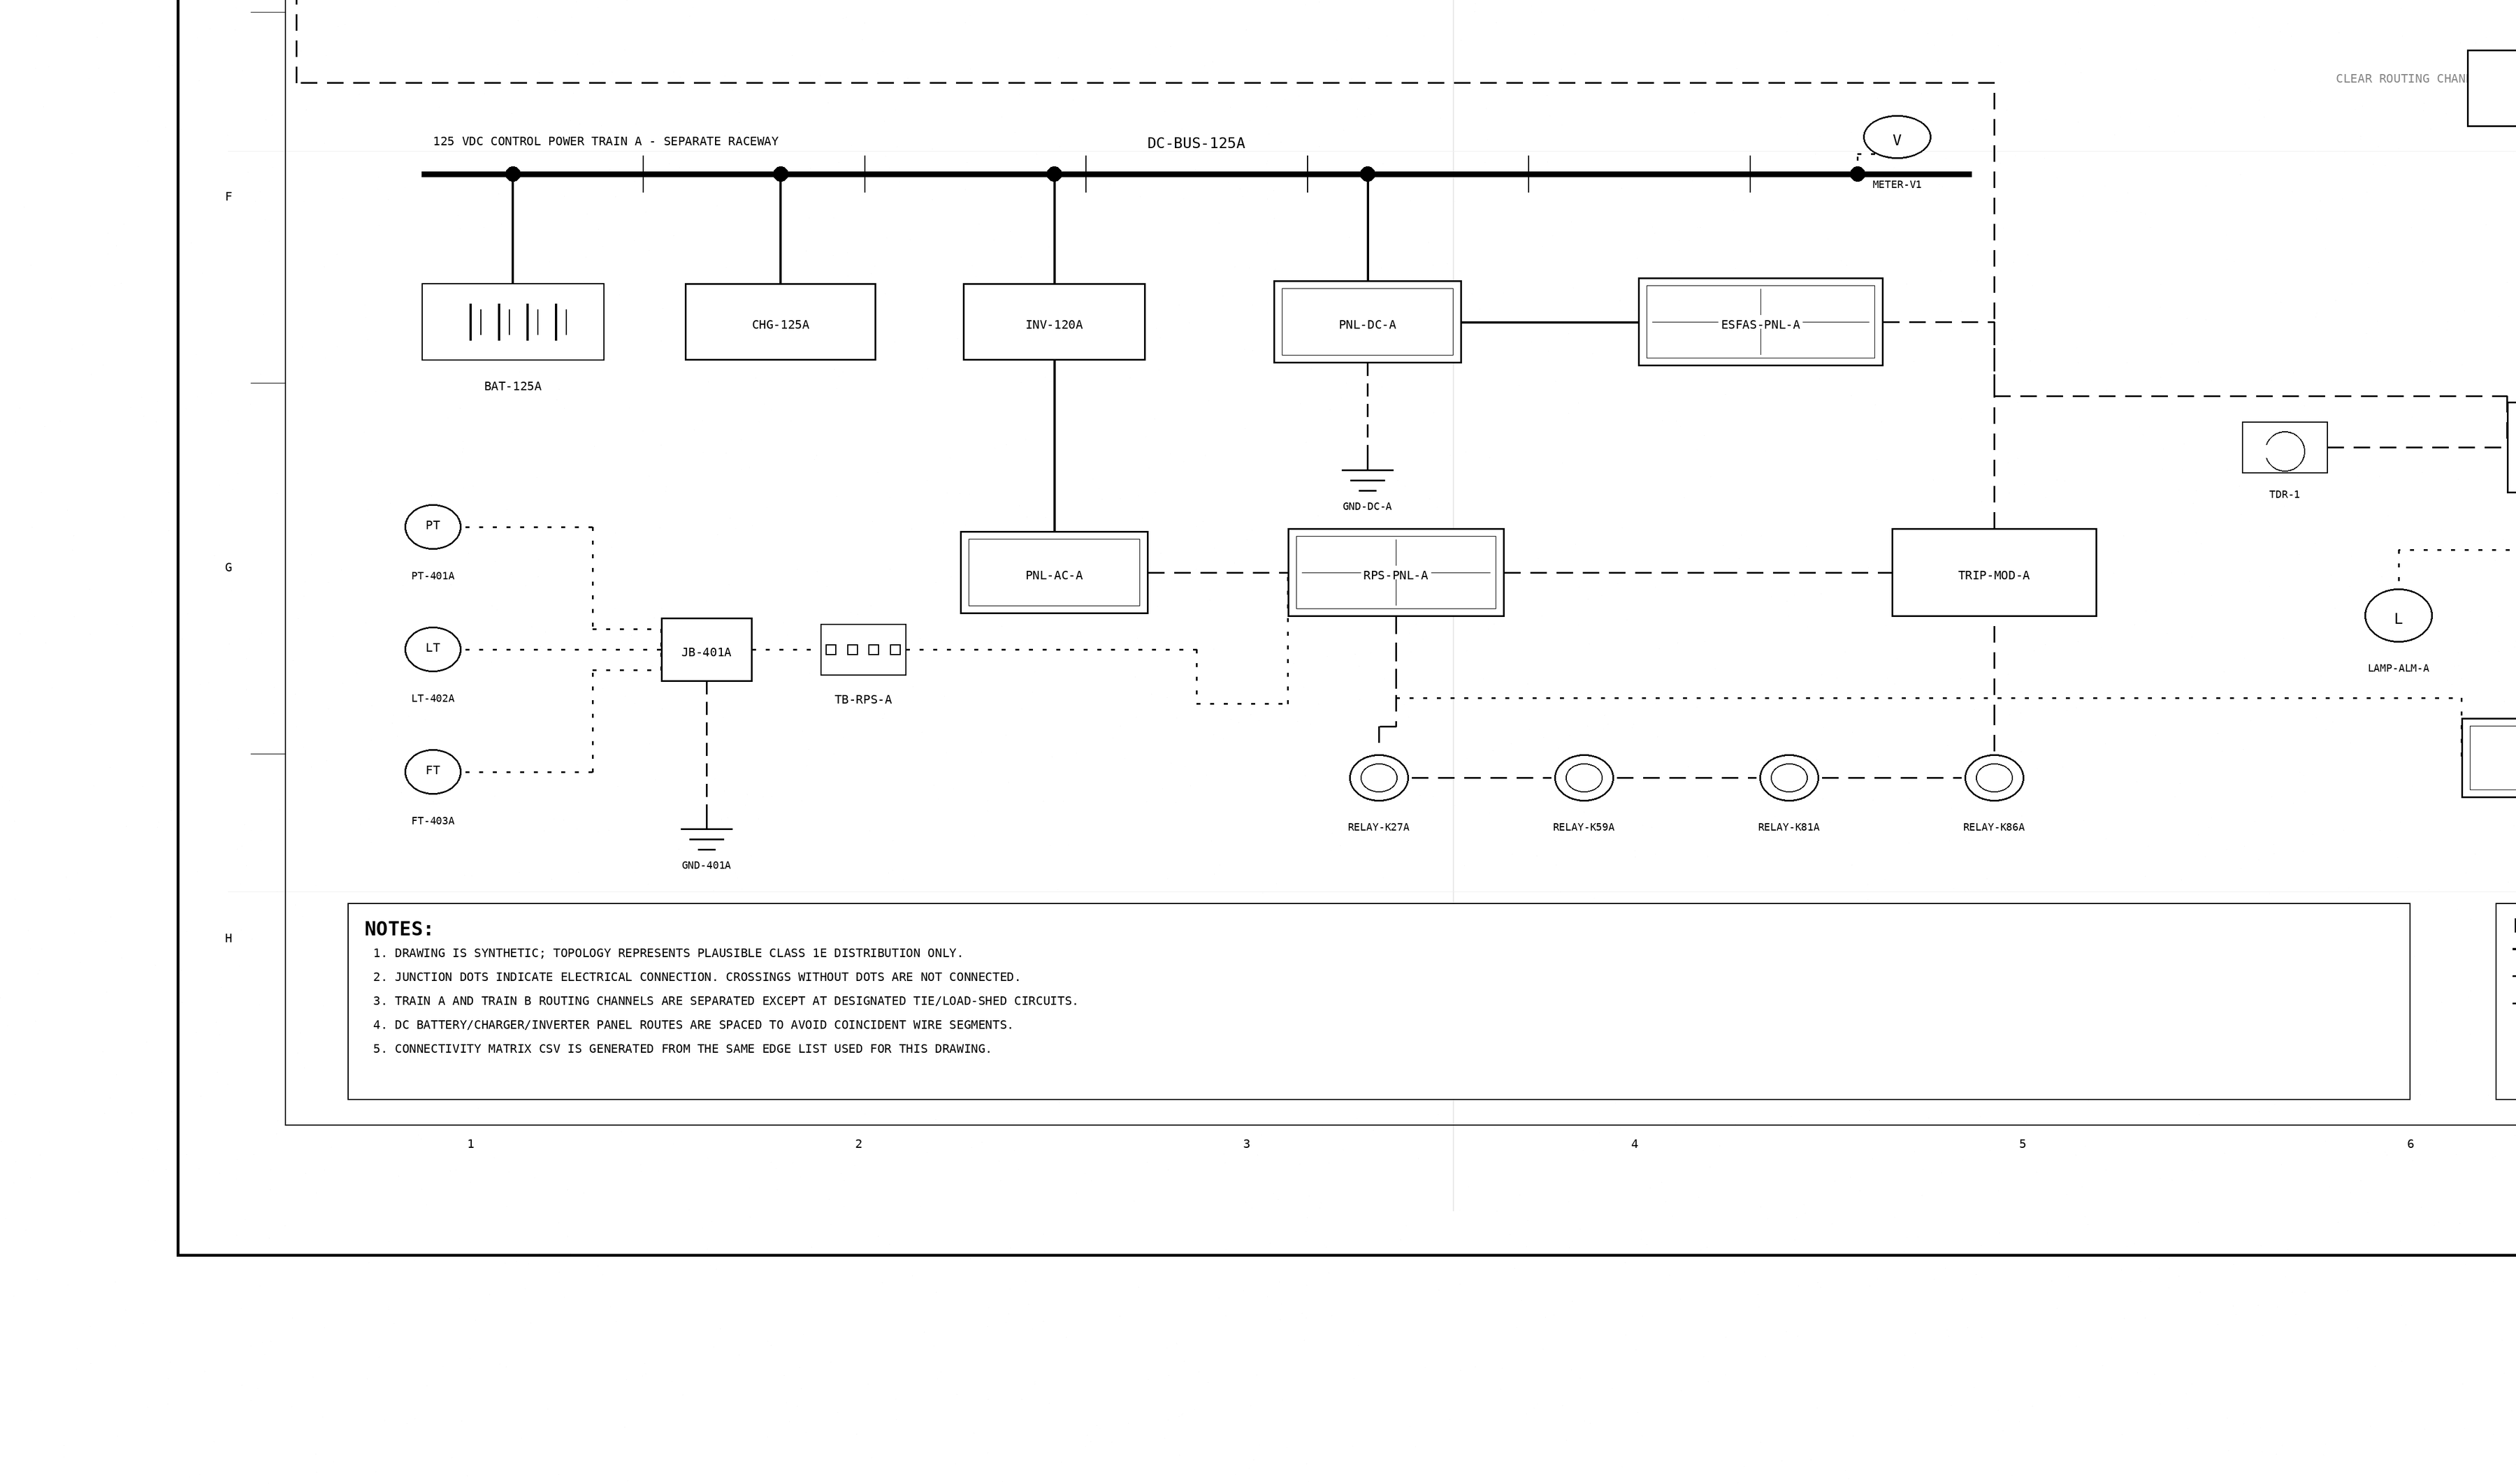 CLEAR ROUTING CHAN
125 VDC CONTROL POWER TRAIN A - SEPARATE RACEWAY
DC-BUS-125A
V
METER-V1
F
CHG-125A
INV-120A
PNL-DC-A
ESFAS-PNL-A
BAT-125A
TDR-1
GND-DC-A
PT
PT-401A
G
PNL-AC-A
RPS-PNL-A
TRIP-MOD-A
L
LAMP-ALM-A
LT
LT-402A
JB-401A
TB-RPS-A
FT
FT-403A
GND-401A
RELAY-K27A
RELAY-K59A
RELAY-K81A
RELAY-K86A
H
NOTES:
1. DRAWING IS SYNTHETIC; TOPOLOGY REPRESENTS PLAUSIBLE CLASS 1E DISTRIBUTION ONLY.
2. JUNCTION DOTS INDICATE ELECTRICAL CONNECTION. CROSSINGS WITHOUT DOTS ARE NOT CONNECTED.
3. TRAIN A AND TRAIN B ROUTING CHANNELS ARE SEPARATED EXCEPT AT DESIGNATED TIE/LOAD-SHED CIRCUITS.
4. DC BATTERY/CHARGER/INVERTER PANEL ROUTES ARE SPACED TO AVOID COINCIDENT WIRE SEGMENTS.
5. CONNECTIVITY MATRIX CSV IS GENERATED FROM THE SAME EDGE LIST USED FOR THIS DRAWING.
1
2
3
4
5
6